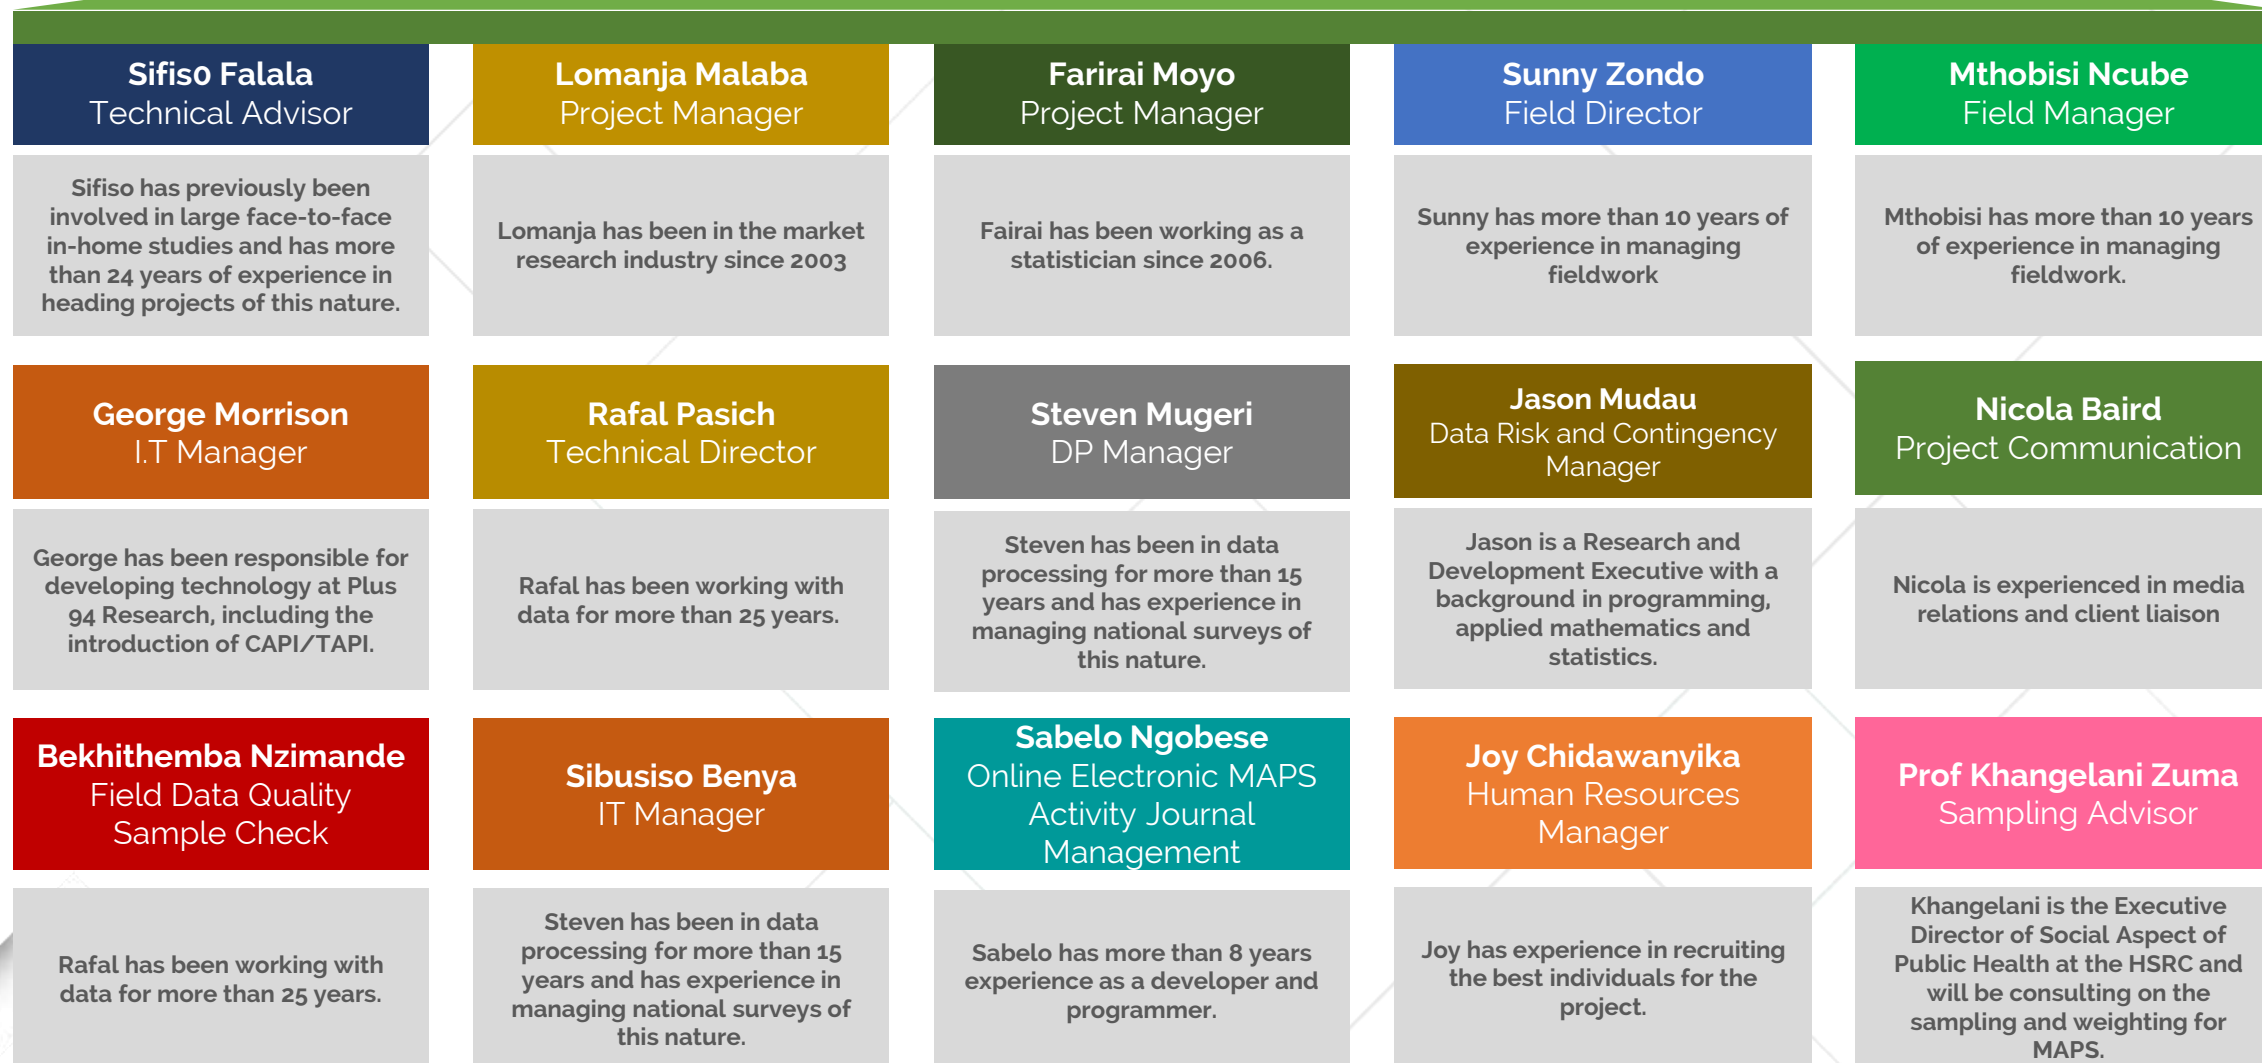 Sifis0 Falala
Technical Advisor
Sifiso has previously been
involved in large face-to-face
in-home studies and has more
than 24 years of experience in
heading projects of this nature.
Lomanja Malaba
Project Manager
Lomanja has been in the market
research industry since 2003
Farirai Moyo
Project Manager
Fairai has been working as a
statistician since 2006.
Sunny Zondo
Field Director
Sunny has more than 10 years of
experience in managing
fieldwork
Mthobisi Ncube
Field Manager
Mthobisi has more than 10 years
of experience in managing
fieldwork.
George Morrison
I.T Manager
George has been responsible for
developing technology at Plus
94 Research, including the
introduction of CAPI/TAPI.
Rafal Pasich
Technical Director
Rafal has been working with
data for more than 25 years.
Steven Mugeri
DP Manager
Steven has been in data
processing for more than 15
years and has experience in
managing national surveys of
this nature.
Jason Mudau
Data Risk and Contingency
Manager
Jason is a Research and
Development Executive with a
background in programming,
applied mathematics and
statistics.
Nicola Baird
Project Communication
Nicola is experienced in media
relations and client liaison
Bekhithemba Nzimande
Field Data Quality
Sample Check
Rafal has been working with
data for more than 25 years.
Sibusiso Benya
IT Manager
Steven has been in data
processing for more than 15
years and has experience in
managing national surveys of
this nature.
Sabelo Ngobese
Online Electronic MAPS
Activity Journal
Management
Sabelo has more than 8 years
experience as a developer and
programmer.
Joy Chidawanyika
Human Resources
Manager
Joy has experience in recruiting
the best individuals for the
project.
Prof Khangelani Zuma
Sampling Advisor
Khangelani is the Executive
Director of Social Aspect of
Public Health at the HSRC and
will be consulting on the
sampling and weighting for
MAPS.